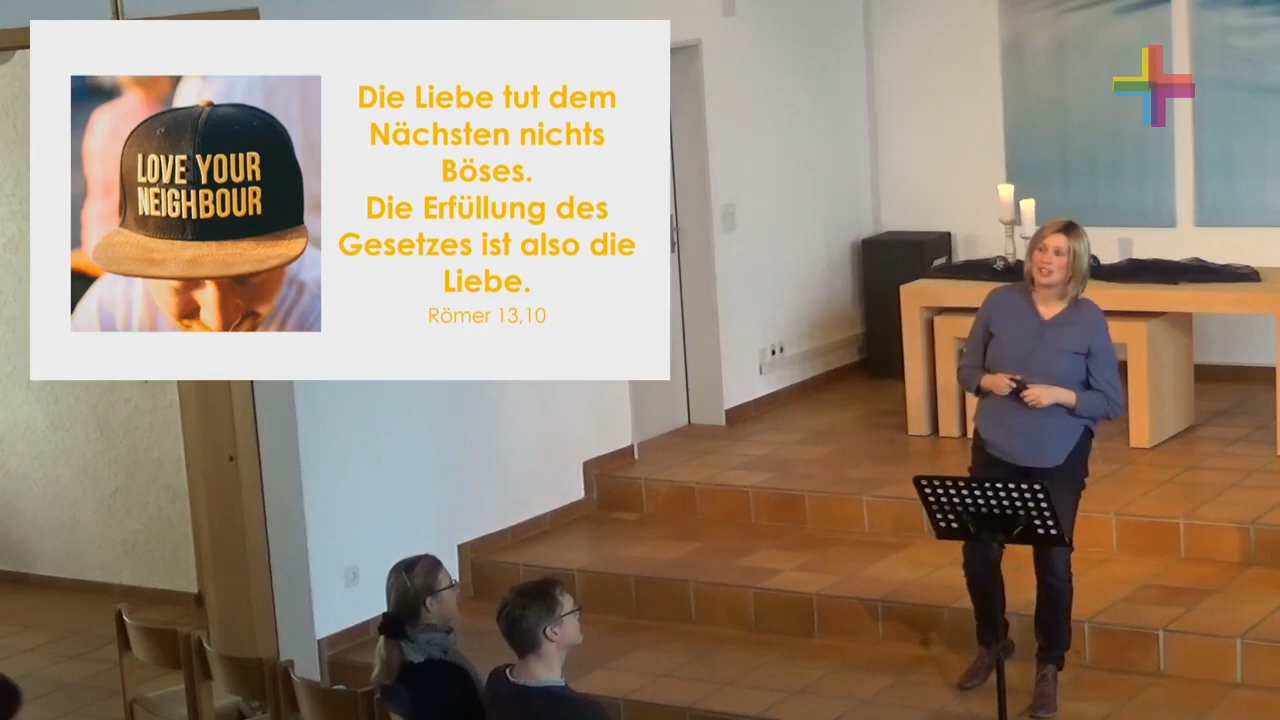 LOVE YOUR
NEIGHBOUR
Die Liebe tut dem
Nächsten nichts
Böses.
Die Erfüllung des
Gesetzes ist also die
Liebe.
Römer 13,10